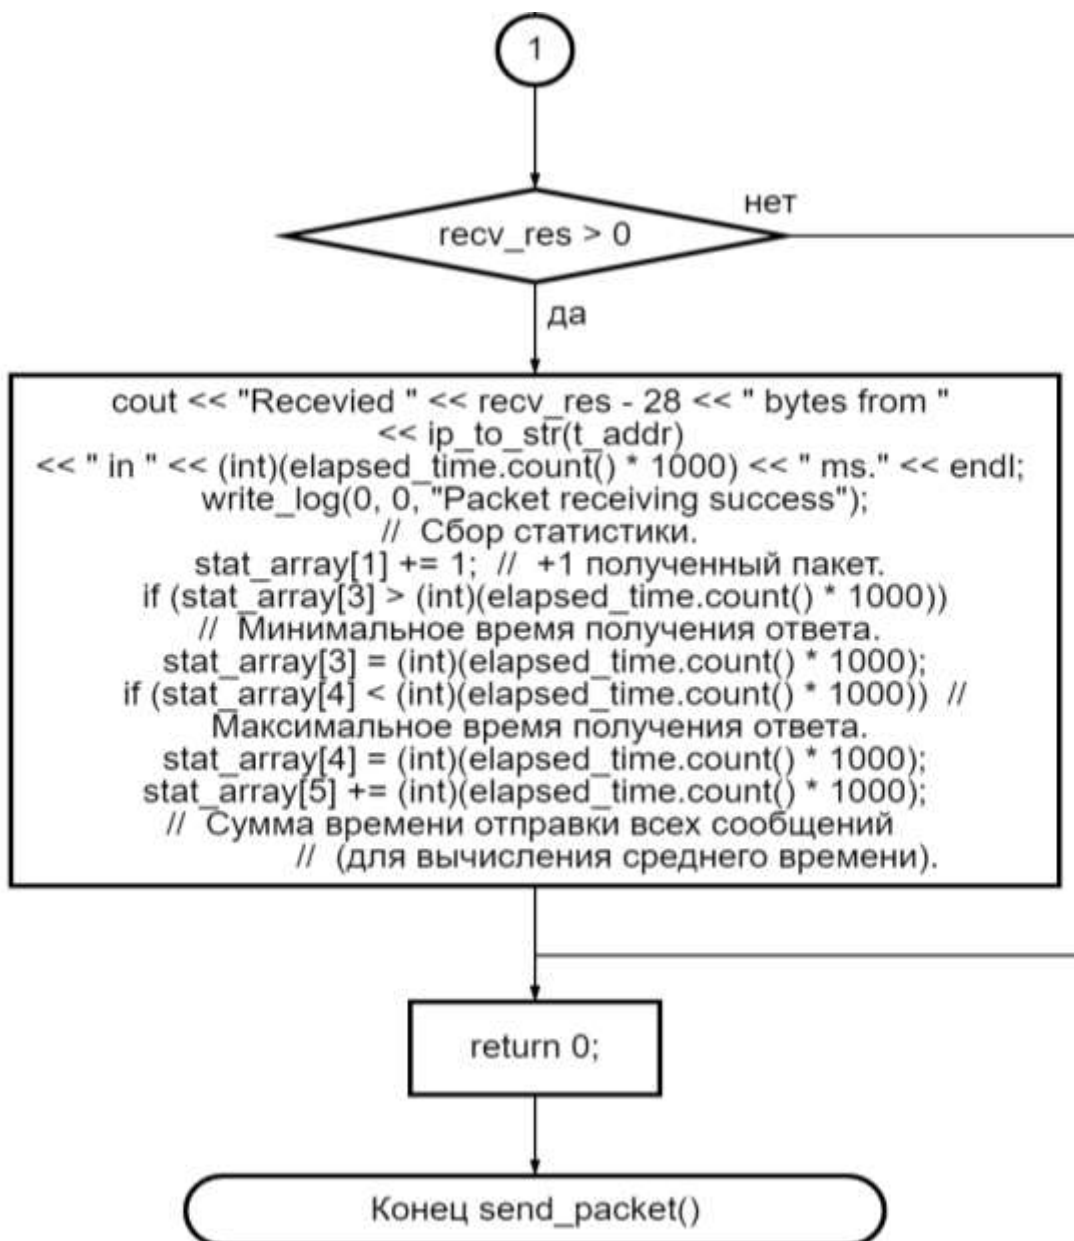 1
нет
recv_res > 0
да
cout << "Recevied " << recv_res - 28 << " bytes from "
<< ip_to_str(t_addr)
<< " in " << (int)(elapsed_time.count() * 1000) << " ms." << endl;
write_log(0, 0, "Packet receiving success");
// Сбор статистики.
stat_array[1] += 1; // +1 полученный пакет.
if (stat_array[3] > (int)(elapsed_time.count() * 1000))
// Минимальное время получения ответа.
stat_array[3] = (int)(elapsed_time.count() * 1000);
if (stat_array[4] < (int)(elapsed_time.count() * 1000)) //
Максимальное время получения ответа.
stat_array[4] = (int)(elapsed_time.count() * 1000);
stat_array[5] += (int)(elapsed_time.count() * 1000);
// Сумма времени отправки всех сообщений
// (для вычисления среднего времени).
return 0;
Конец send_packet()